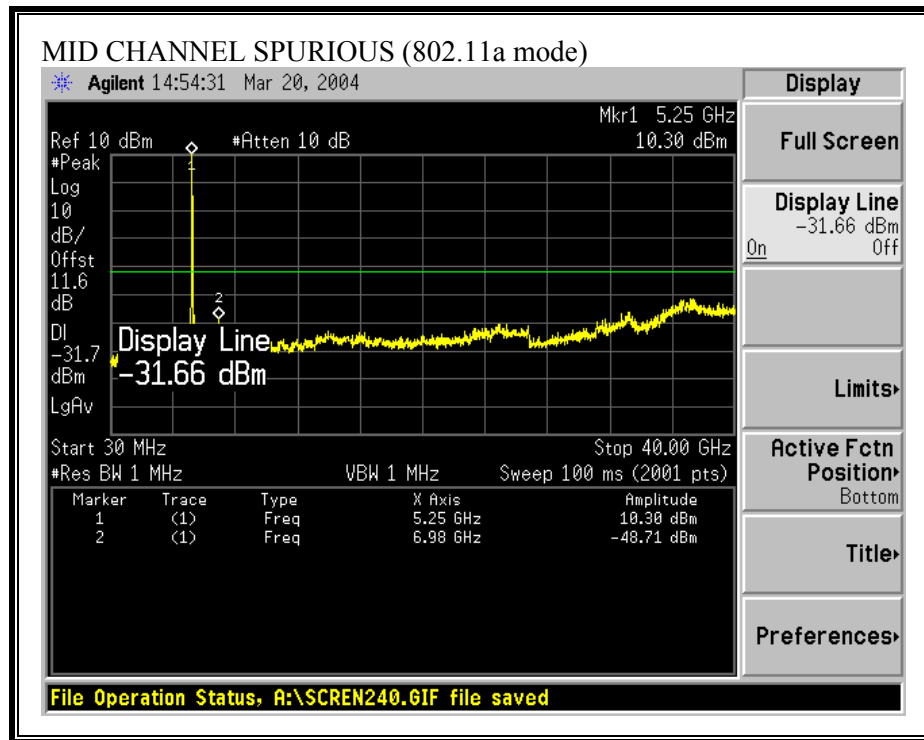 MID CHANNEL SPURIOUS (802.11a mode)
Agilent 14:54:31 Mar 20, 2004
Display
Mkr1 5.25 GHz
Ref 10 dBm #Atten 10 dB 10.30 dBm
#Peak
Log
10
dB/
Offst
11.6
dB
DI
-31.7
dBm
LgAv
1
2
Display Line
-31.66 dBm
Start 30 MHz Stop 40.00 GHz
#Res BW 1 MHz VBW 1 MHz Sweep 100 ms (2001 pts)
Marker Trace Type X Axis Amplitude
1 (1) Freq 5.25 GHz 10.30 dBm
2 (1) Freq 6.98 GHz -48.71 dBm
Full Screen
Display Line
-31.66 dBm
On Off
Limits
Active Fctn
Position
Bottom
Title
Preferences
File Operation Status, A:\SCREN240.GIF file saved